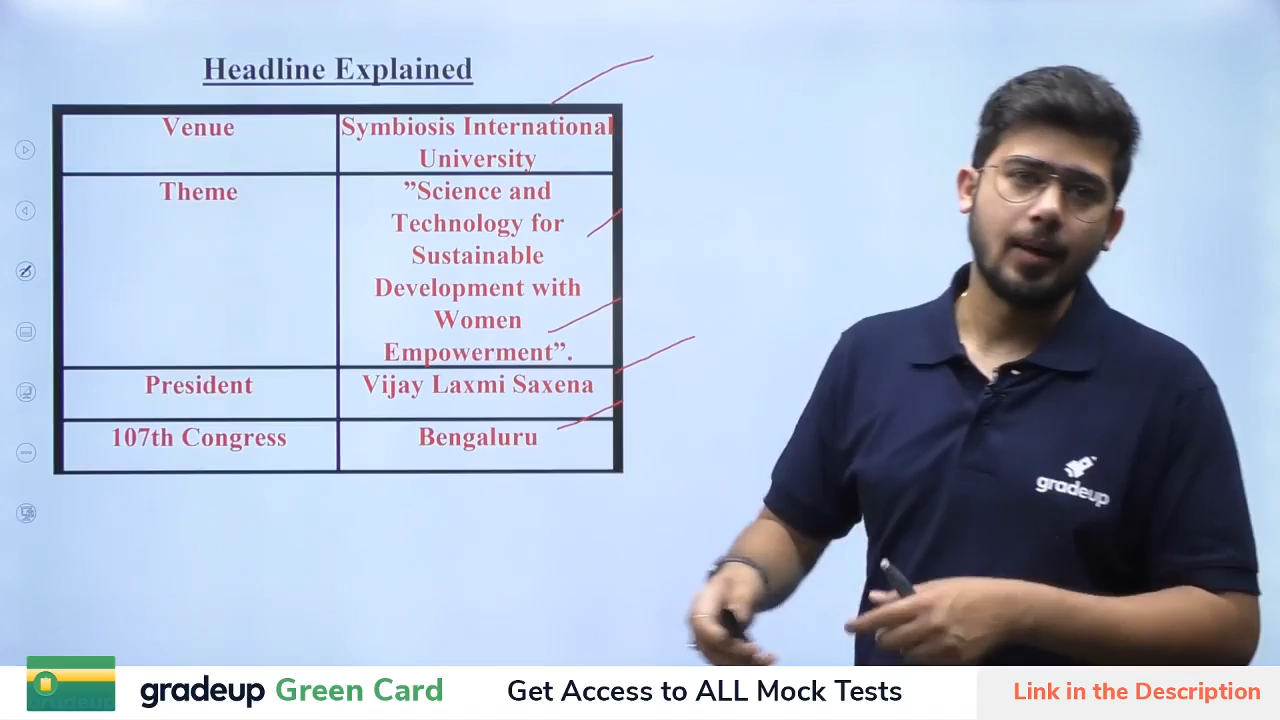 Headline Explained
Venue
Symbiosis International
University
Theme
”Science and
Technology for
Sustainable
Development with
Women
Empowerment”.
President
Vijay Laxmi Saxena
107th Congress
Bengaluru
gradeup
gradeup
gradeup Green Card
Get Access to ALL Mock Tests
Link in the Description